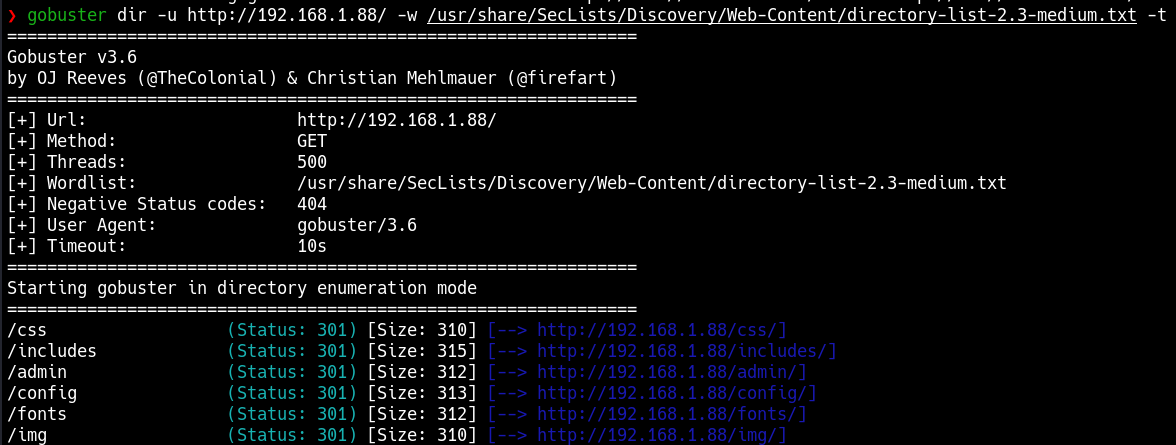 ❯ gobuster dir -u http://192.168.1.88/ -w /usr/share/SecLists/Discovery/Web-Content/directory-list-2.3-medium.txt -t
===============================================================
Gobuster v3.6
by OJ Reeves (@TheColonial) & Christian Mehlmauer (@firefart)
===============================================================
[+] Url:                     http://192.168.1.88/
[+] Method:                  GET
[+] Threads:                 500
[+] Wordlist:                /usr/share/SecLists/Discovery/Web-Content/directory-list-2.3-medium.txt
[+] Negative Status codes:   404
[+] User Agent:              gobuster/3.6
[+] Timeout:                 10s
===============================================================
Starting gobuster in directory enumeration mode
===============================================================
/css                  (Status: 301) [Size: 310] [--> http://192.168.1.88/css/]
/includes             (Status: 301) [Size: 315] [--> http://192.168.1.88/includes/]
/admin                (Status: 301) [Size: 312] [--> http://192.168.1.88/admin/]
/config               (Status: 301) [Size: 313] [--> http://192.168.1.88/config/]
/fonts                (Status: 301) [Size: 312] [--> http://192.168.1.88/fonts/]
/img                  (Status: 301) [Size: 310] [--> http://192.168.1.88/img/]